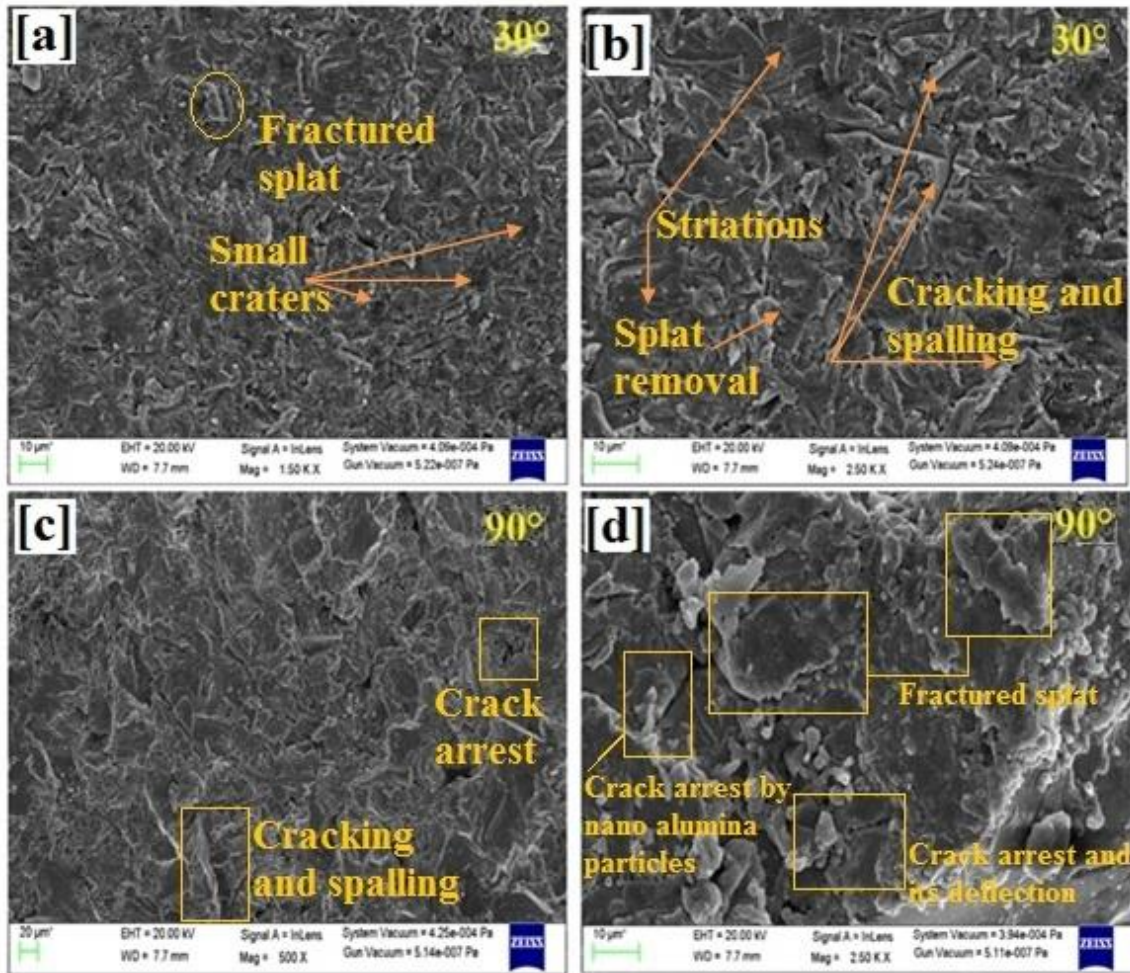 [a]
30°
Fractured
splat
Small
craters
10 µm*
EHT = 20.00 kV
Signal A = InLens
System Vacuum = 4.09e-004 Pa
WD = 7.7 mm
Mag = 1.50 K X
Gun Vacuum = 5.22e-007 Pa
ZEISS
[b]
30°
Striations
Cracking and
spalling
Splat
removal
10 µm*
EHT = 20.00 kV
Signal A = InLens
System Vacuum = 4.09e-004 Pa
WD = 7.7 mm
Mag = 2.50 K X
Gun Vacuum = 5.24e-007 Pa
ZEISS
[c]
90°
Crack
arrest
Cracking
and spalling
20 µm*
EHT = 20.00 kV
Signal A = InLens
System Vacuum = 4.25e-004 Pa
WD = 7.7 mm
Mag = 500 X
Gun Vacuum = 5.14e-007 Pa
ZEISS
[d]
90°
Fractured splat
Crack arrest by
nano alumina
particles
Crack arrest and
its deflection
10 µm*
EHT = 20.00 kV
Signal A = InLens
System Vacuum = 3.94e-004 Pa
WD = 7.7 mm
Mag = 2.50 K X
Gun Vacuum = 5.11e-007 Pa
ZEISS